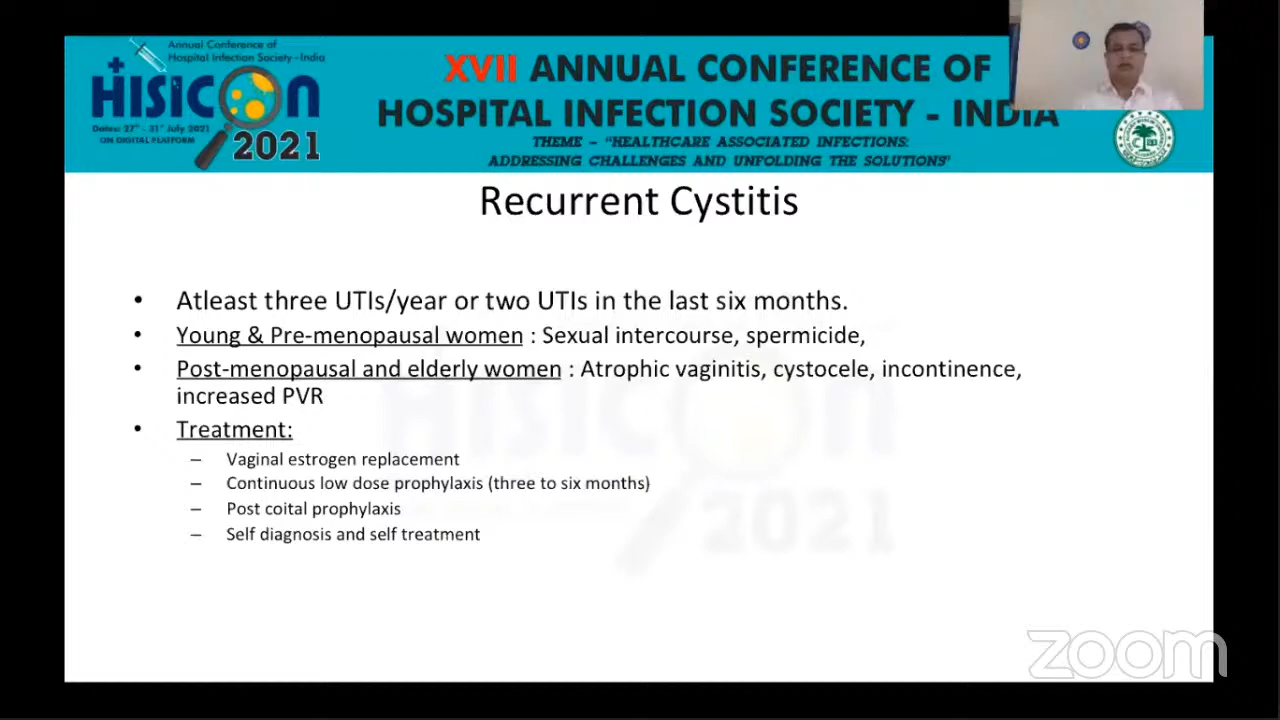 Annual Conference of
Hospital Infection Society -India
HISICON
Dates: 27th - 31st July 2021
ON DIGITAL PLATFORM
2021
XVII ANNUAL CONFERENCE OF
HOSPITAL INFECTION SOCIETY - INDIA
THEME - "HEALTHCARE ASSOCIATED INFECTIONS:
ADDRESSING CHALLENGES AND UNFOLDING THE SOLUTIONS"
Recurrent Cystitis
• Atleast three UTIs/year or two UTIs in the last six months.
• Young & Pre-menopausal women : Sexual intercourse, spermicide,
• Post-menopausal and elderly women : Atrophic vaginitis, cystocele, incontinence,
increased PVR
• Treatment:
– Vaginal estrogen replacement
– Continuous low dose prophylaxis (three to six months)
– Post coital prophylaxis
– Self diagnosis and self treatment
HISICON
2021
zoom